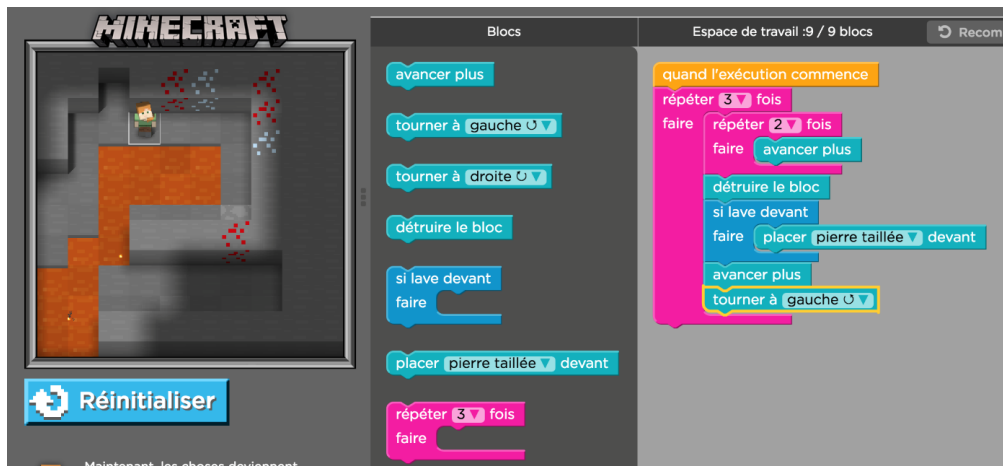 MINECRAFT
Réinitialiser
Maintenant, les choses deviennent
Blocs
avancer plus
tourner à gauche ↺ ▼
tourner à droite ↻ ▼
détruire le bloc
si lave devant
faire
placer pierre taillée ▼ devant
répéter 3 ▼ fois
faire
Espace de travail :9 / 9 blocs
Recom
quand l'exécution commence
répéter 3 ▼ fois
faire répéter 2 ▼ fois
faire avancer plus
détruire le bloc
si lave devant
faire placer pierre taillée ▼ devant
avancer plus
tourner à gauche ↺ ▼